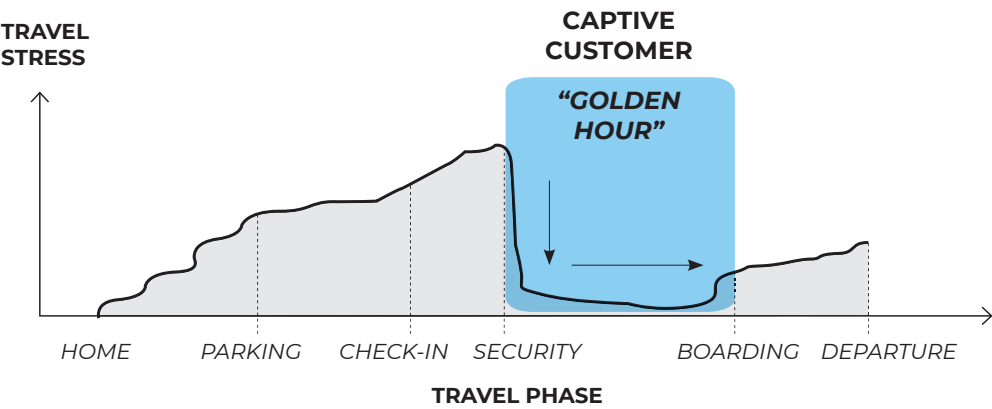 TRAVEL
STRESS
CAPTIVE
CUSTOMER
“GOLDEN
HOUR”
HOME
PARKING
CHECK-IN
SECURITY
BOARDING
DEPARTURE
TRAVEL PHASE